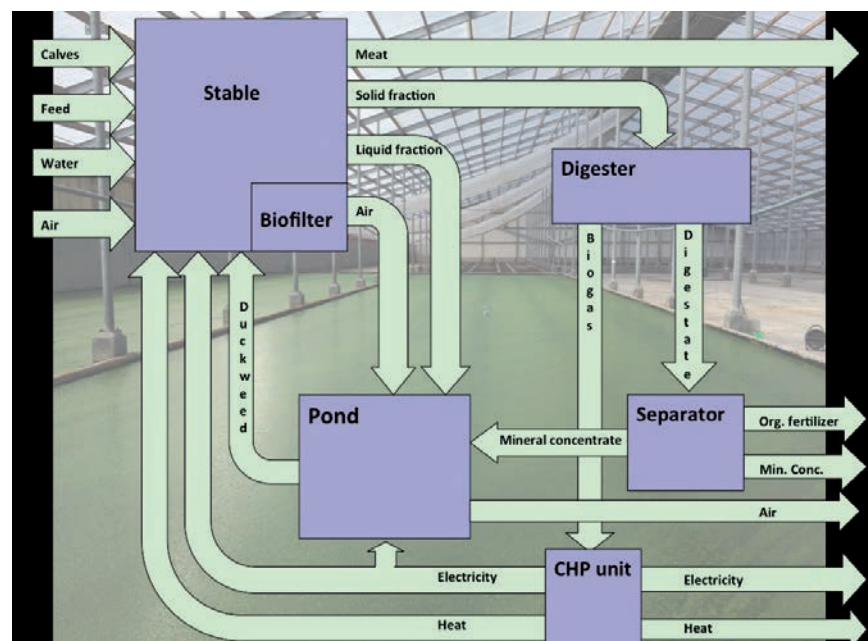 Calves
Meat
Stable
Solid fraction
Feed
Liquid fraction
Water
Digester
Biofilter
Air
Air
Biogas
Digestate
Duckweed
Pond
Separator
Org. fertilizer
Mineral concentrate
Min. Conc.
Air
CHP unit
Electricity
Electricity
Heat
Heat